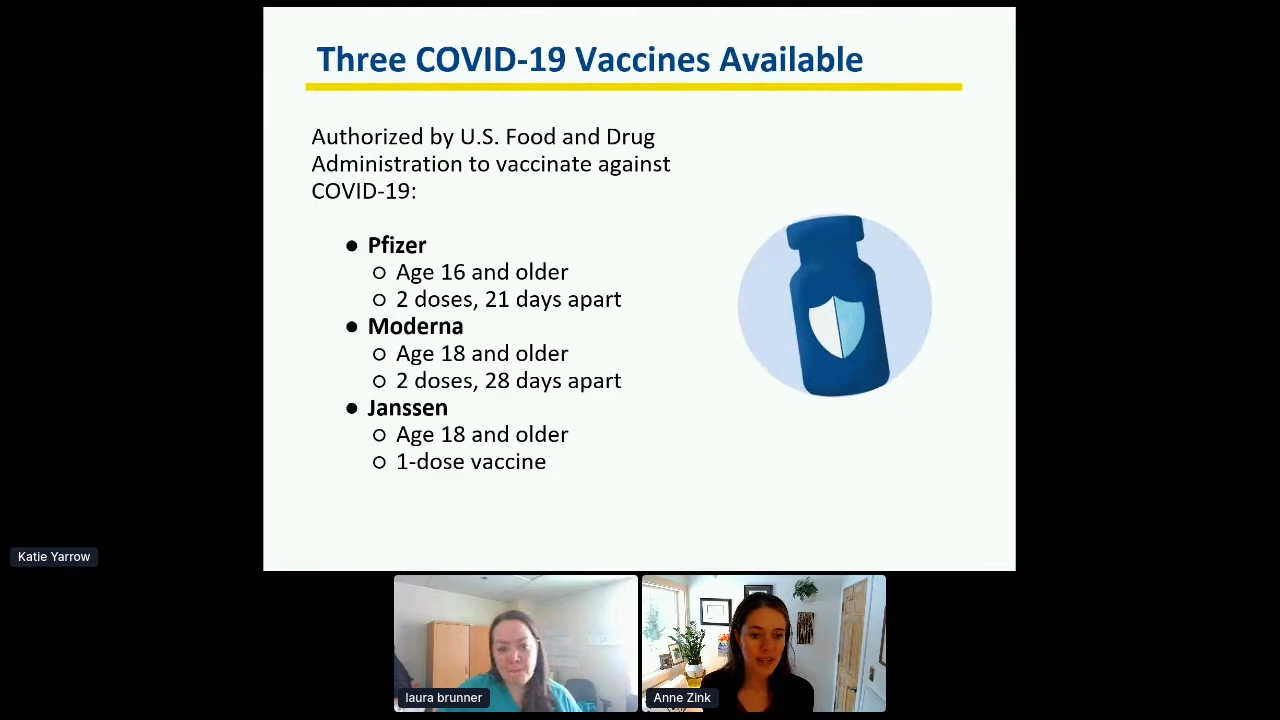 Three COVID-19 Vaccines Available
Authorized by U.S. Food and Drug
Administration to vaccinate against
COVID-19:
● Pfizer
○ Age 16 and older
○ 2 doses, 21 days apart
● Moderna
○ Age 18 and older
○ 2 doses, 28 days apart
● Janssen
○ Age 18 and older
○ 1-dose vaccine
Katie Yarrow
laura brunner
Anne Zink